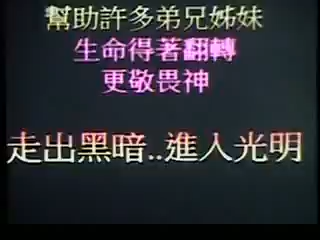 幫助許多弟兄姊妹
生命得著翻轉
更敬畏神
走出黑暗..進入光明